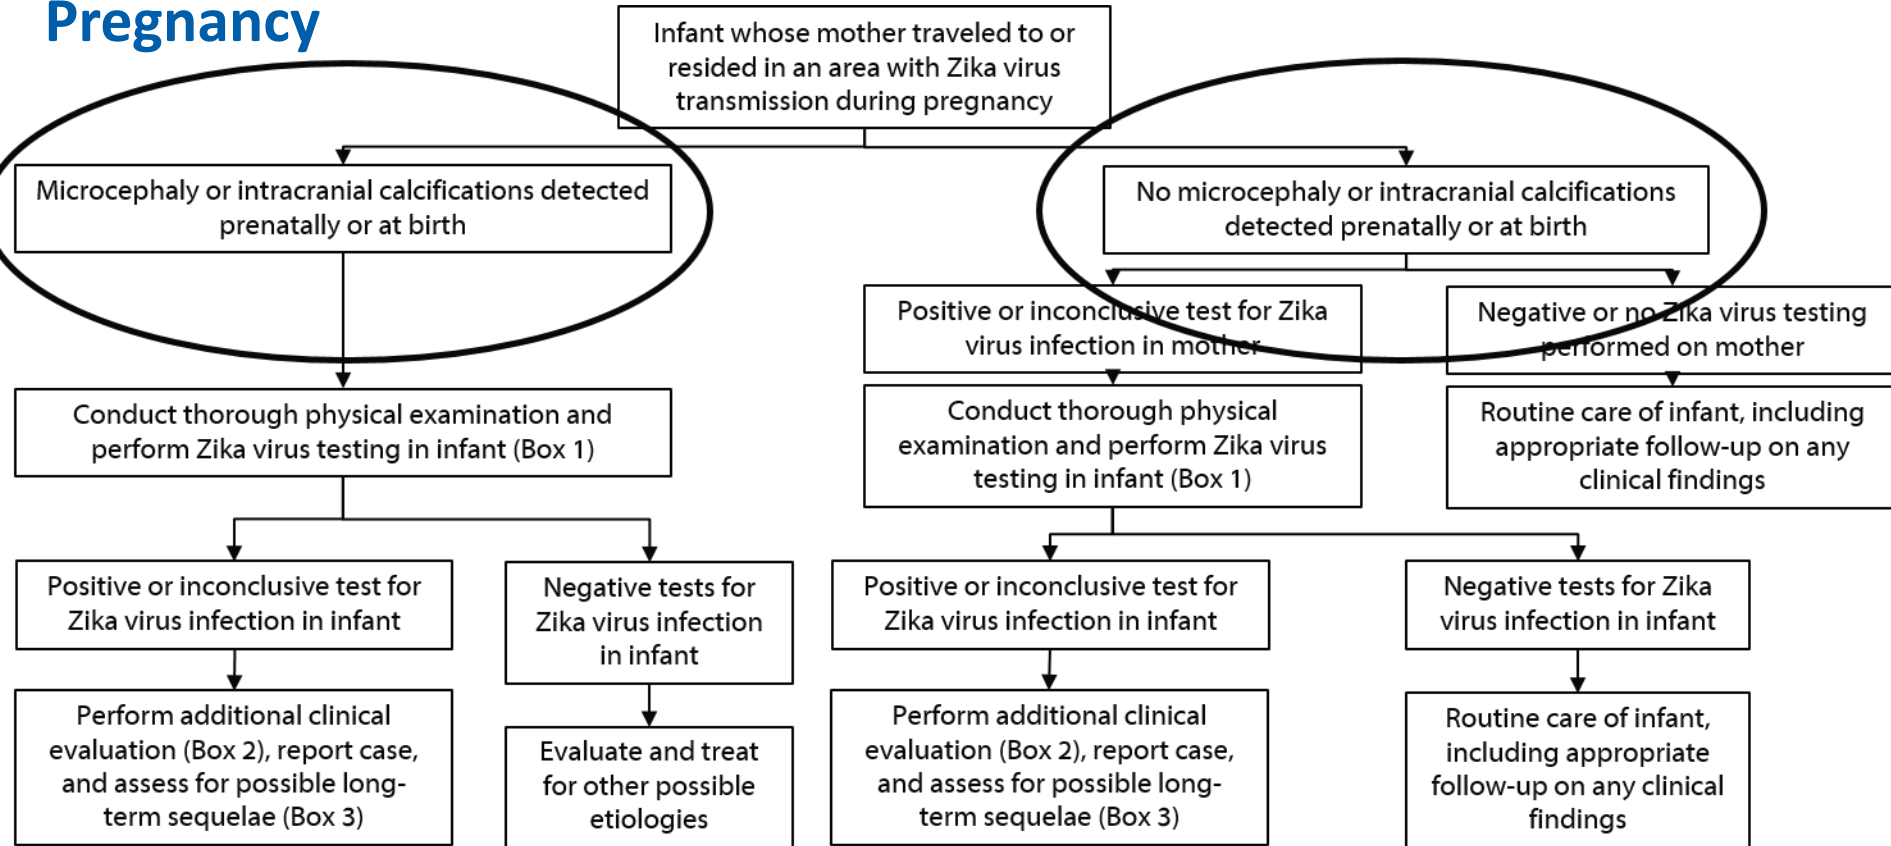 Pregnancy
Infant whose mother traveled to or
resided in an area with Zika virus
transmission during pregnancy
Microcephaly or intracranial calcifications detected
prenatally or at birth
No microcephaly or intracranial calcifications
detected prenatally or at birth
Positive or inconclusive test for Zika
virus infection in mother
Negative or no Zika virus testing
performed on mother
Conduct thorough physical examination and
perform Zika virus testing in infant (Box 1)
Conduct thorough physical
examination and perform Zika virus
testing in infant (Box 1)
Routine care of infant, including
appropriate follow-up on any
clinical findings
Positive or inconclusive test for
Zika virus infection in infant
Negative tests for
Zika virus infection
in infant
Positive or inconclusive test for
Zika virus infection in infant
Negative tests for Zika
virus infection in infant
Perform additional clinical
evaluation (Box 2), report case,
and assess for possible long-
term sequelae (Box 3)
Evaluate and treat
for other possible
etiologies
Perform additional clinical
evaluation (Box 2), report case,
and assess for possible long-
term sequelae (Box 3)
Routine care of infant,
including appropriate
follow-up on any clinical
findings